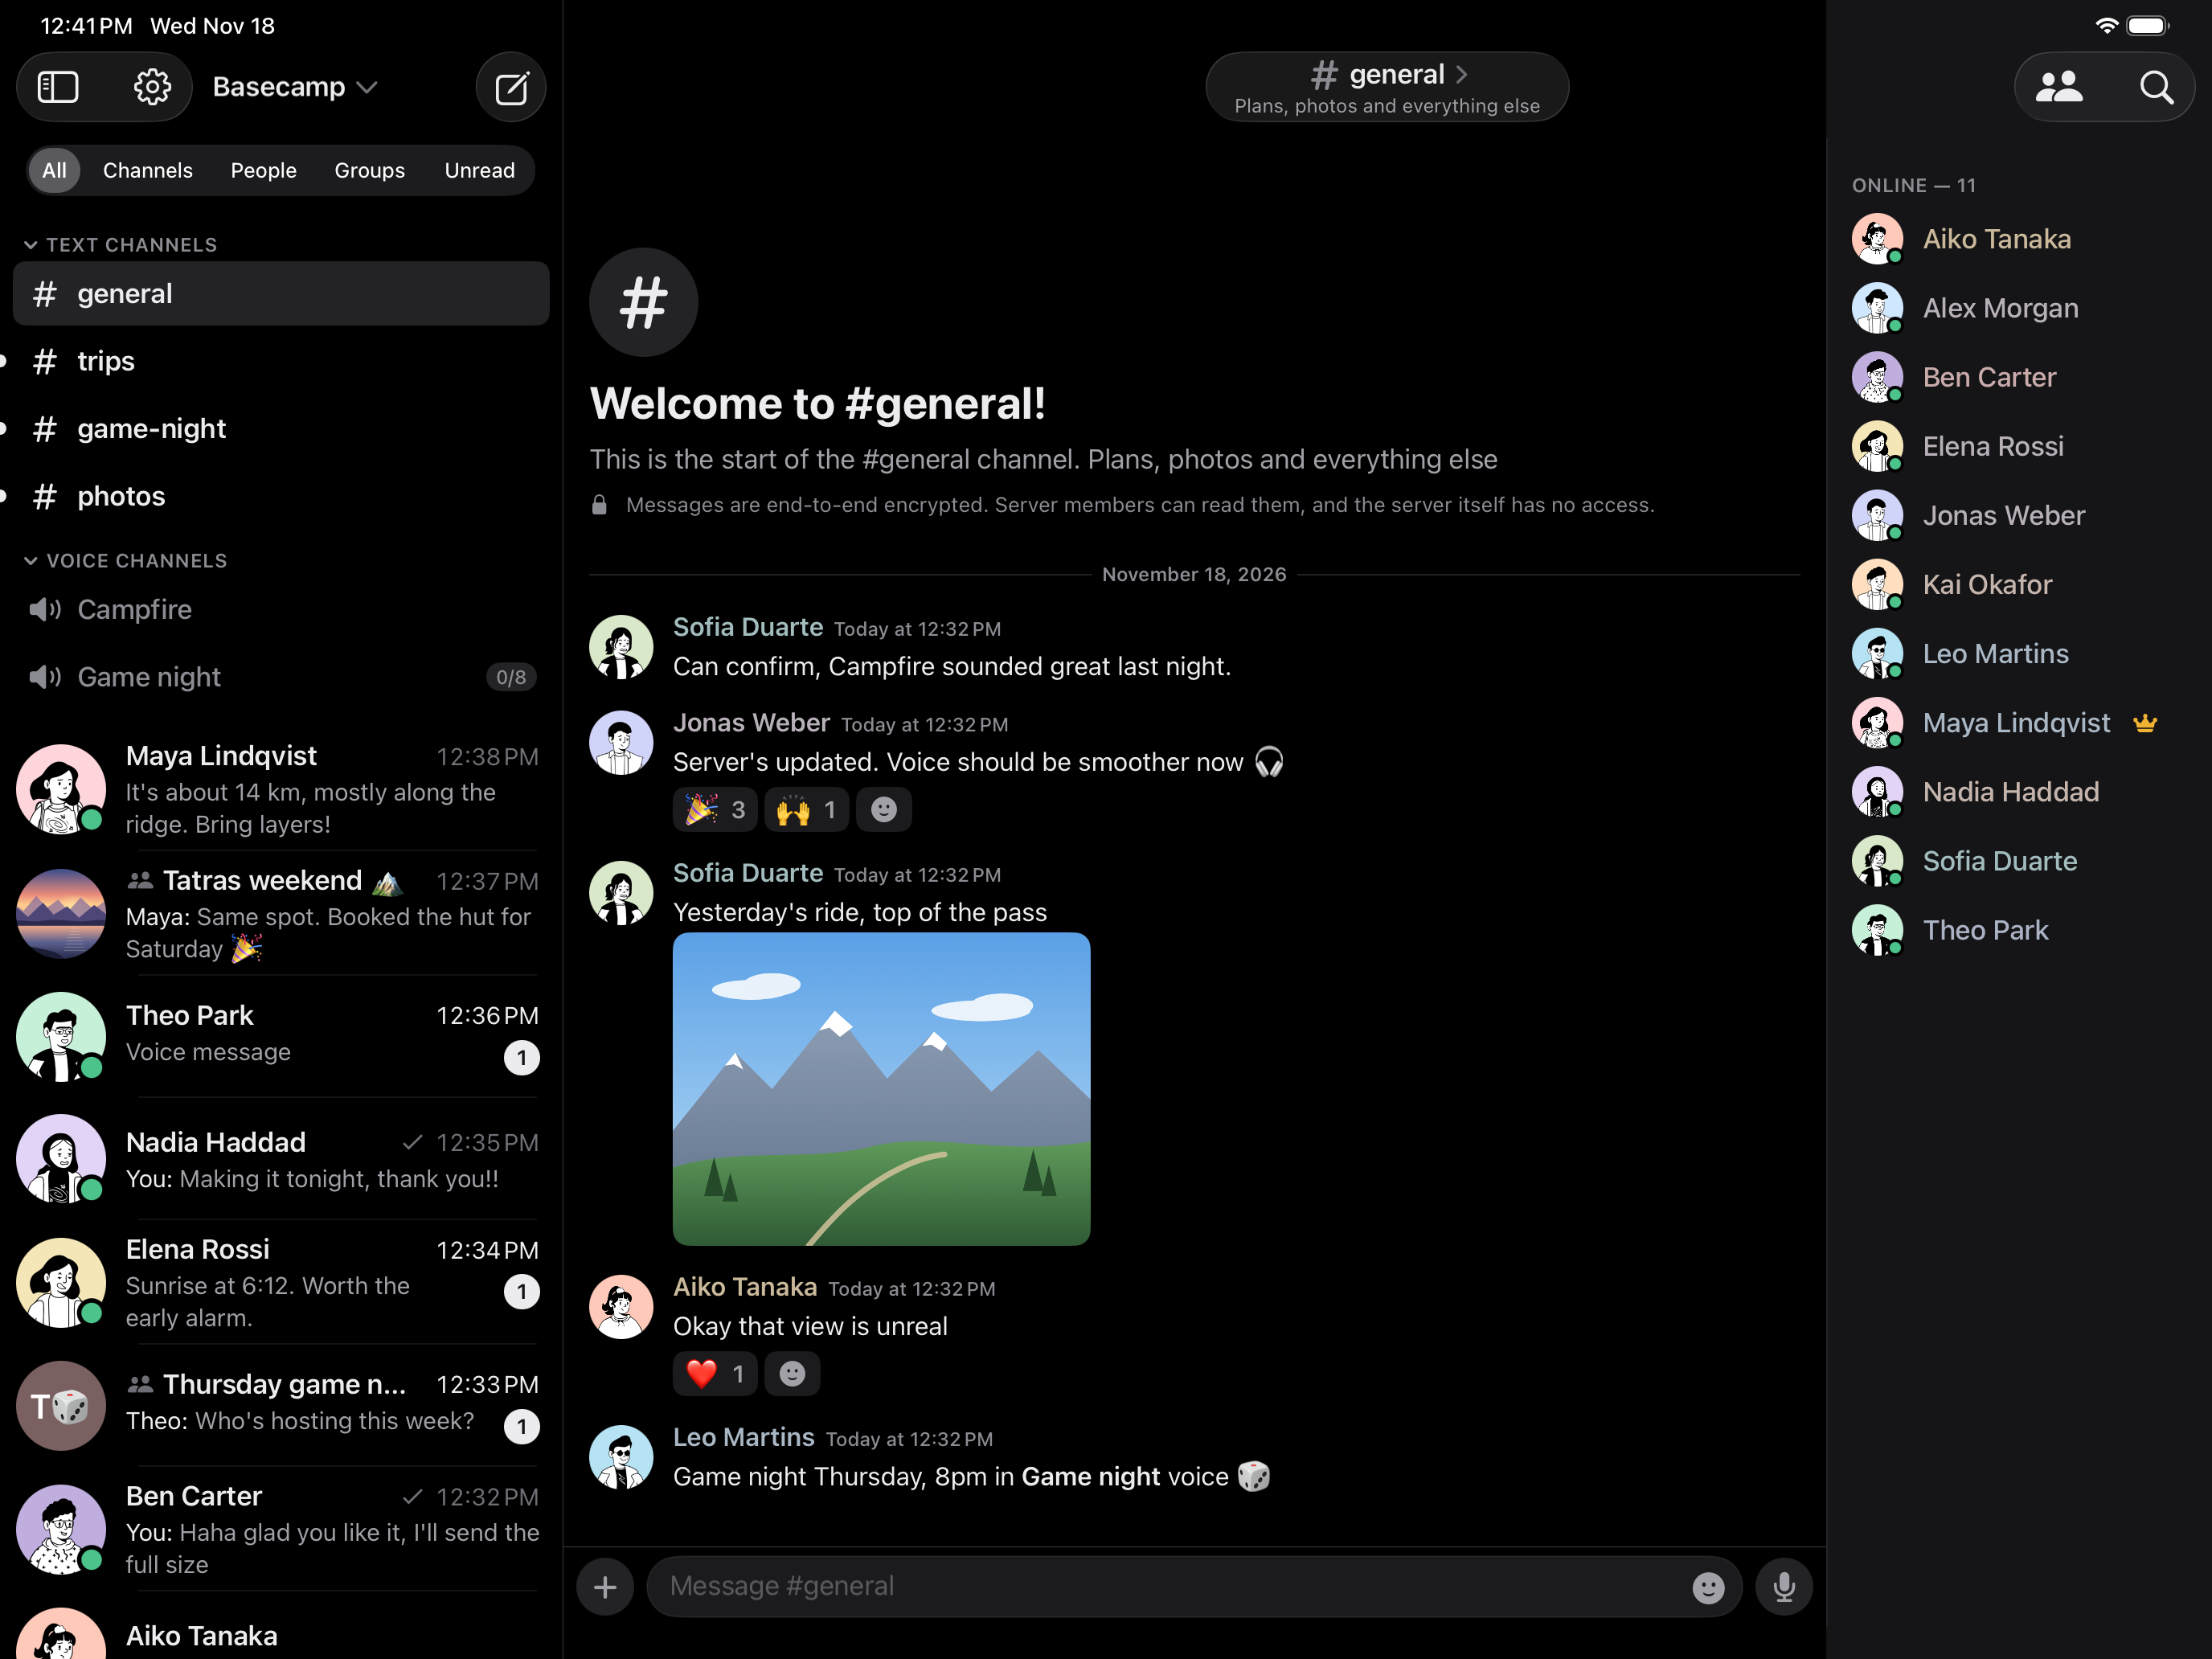 12:41 PM Wed Nov 18
Basecamp
All Channels People Groups Unread
TEXT CHANNELS
# general
# trips
# game-night
# photos
VOICE CHANNELS
Campfire
Game night 0/8
Maya Lindqvist 12:38 PM
It's about 14 km, mostly along the
ridge. Bring layers!
Tatras weekend 🏔️ 12:37 PM
Maya: Same spot. Booked the hut for
Saturday 🎉
Theo Park 12:36 PM
Voice message 1
Nadia Haddad ✓ 12:35 PM
You: Making it tonight, thank you!!
Elena Rossi 12:34 PM
Sunrise at 6:12. Worth the
early alarm. 1
T🎲 Thursday game n... 12:33 PM
Theo: Who's hosting this week? 1
Ben Carter ✓ 12:32 PM
You: Haha glad you like it, I'll send the
full size
Aiko Tanaka
# general >
Plans, photos and everything else
#
Welcome to #general!
This is the start of the #general channel. Plans, photos and everything else
Messages are end-to-end encrypted. Server members can read them, and the server itself has no access.
November 18, 2026
Sofia Duarte Today at 12:32 PM
Can confirm, Campfire sounded great last night.
Jonas Weber Today at 12:32 PM
Server's updated. Voice should be smoother now 🎧
🎉 3 🙌 1
Sofia Duarte Today at 12:32 PM
Yesterday's ride, top of the pass
Aiko Tanaka Today at 12:32 PM
Okay that view is unreal
❤️ 1
Leo Martins Today at 12:32 PM
Game night Thursday, 8pm in Game night voice 🎲
Message #general
ONLINE — 11
Aiko Tanaka
Alex Morgan
Ben Carter
Elena Rossi
Jonas Weber
Kai Okafor
Leo Martins
Maya Lindqvist
Nadia Haddad
Sofia Duarte
Theo Park